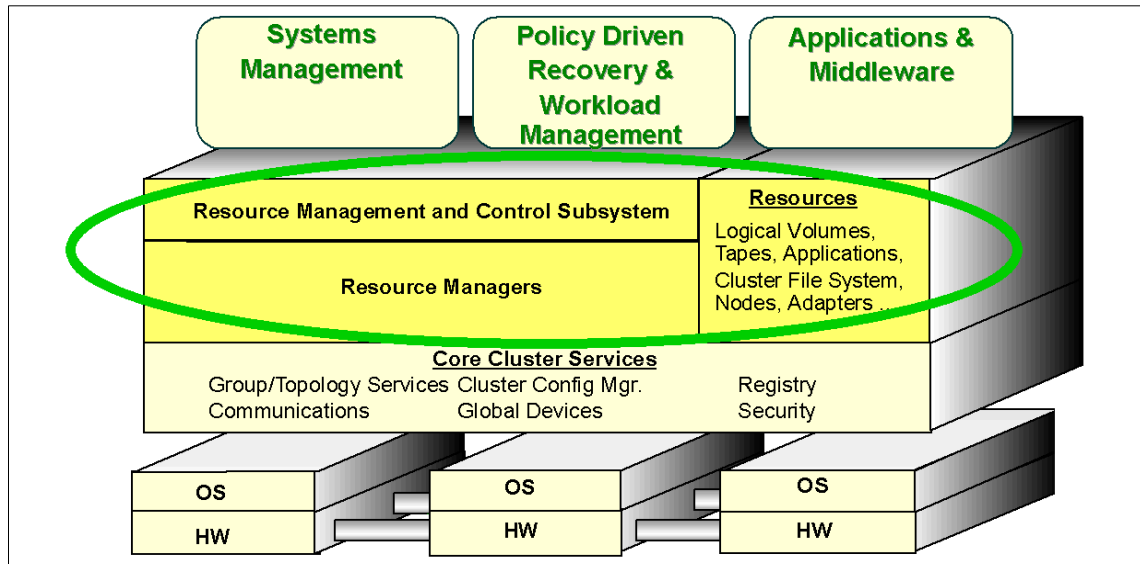 Systems
Management
Policy Driven
Recovery &
Workload
Management
Applications &
Middleware
Resource Management and Control Subsystem
Resource Managers
Resources
Logical Volumes,
Tapes, Applications,
Cluster File System,
Nodes, Adapters ...
Core Cluster Services
Group/Topology Services Cluster Config Mgr. Registry
Communications Global Devices Security
OS OS OS
HW HW HW